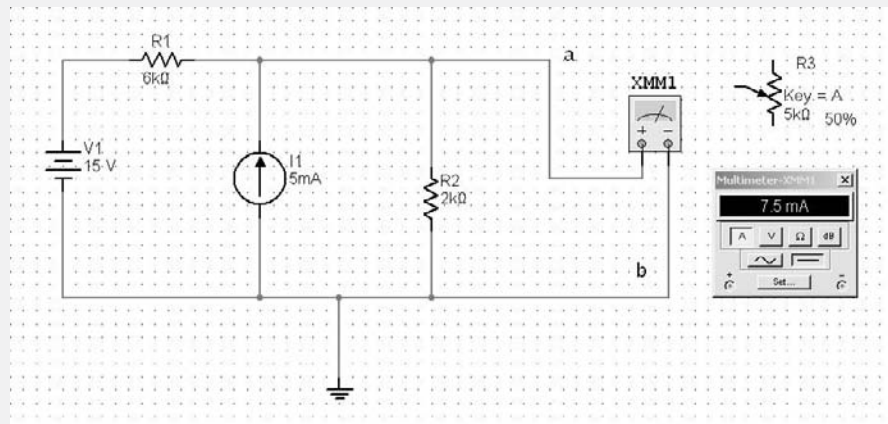 R1
6kΩ
a
XMM1
R3
Key = A
5kΩ 50%
V1
15 V
I1
5mA
R2
2kΩ
Multimeter-XMM1
7.5 mA
A V Ω dB
b
+ Set... -